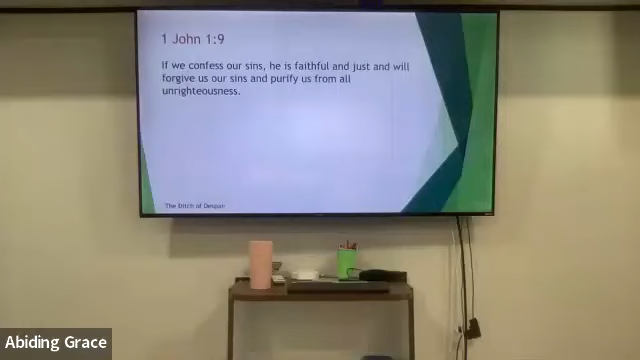 1 John 1:9
If we confess our sins, he is faithful and just and will
forgive us our sins and purify us from all
unrighteousness.
The Ditch of Despair
Abiding Grace